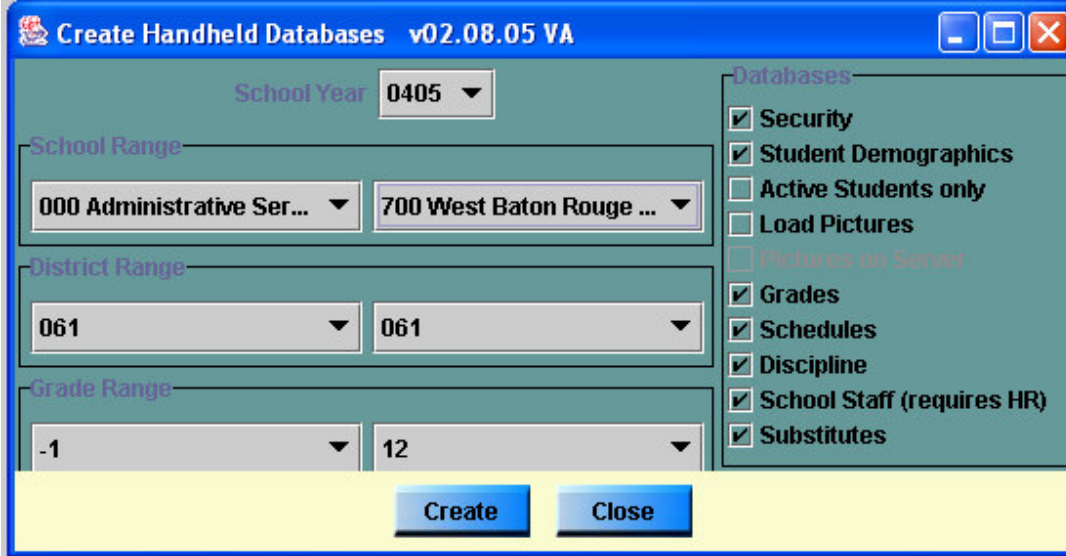 Create Handheld Databases v02.08.05 VA
School Year 0405
School Range
000 Administrative Ser... 700 West Baton Rouge ...
District Range
061 061
Grade Range
-1 12
Databases
Security
Student Demographics
Active Students only
Load Pictures
Pictures on Server
Grades
Schedules
Discipline
School Staff (requires HR)
Substitutes
Create Close